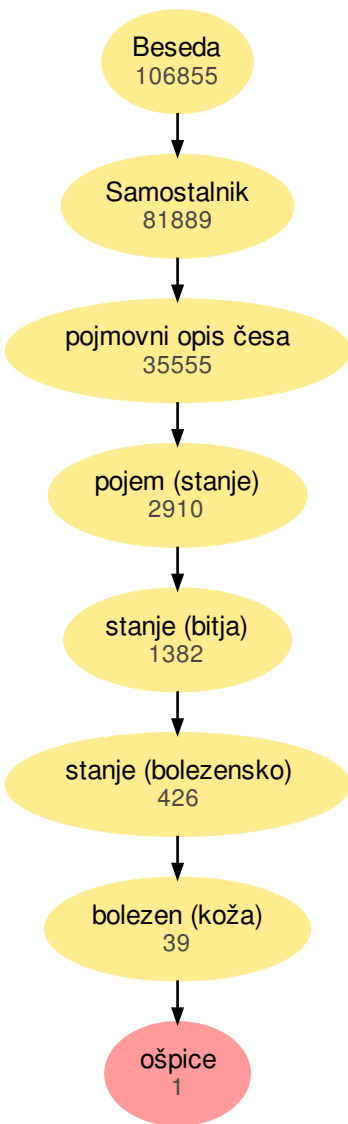 Beseda
106855
Samostalnik
81889
pojmovni opis česa
35555
pojem (stanje)
2910
stanje (bitja)
1382
stanje (bolezensko)
426
bolezen (koža)
39
ošpice
1